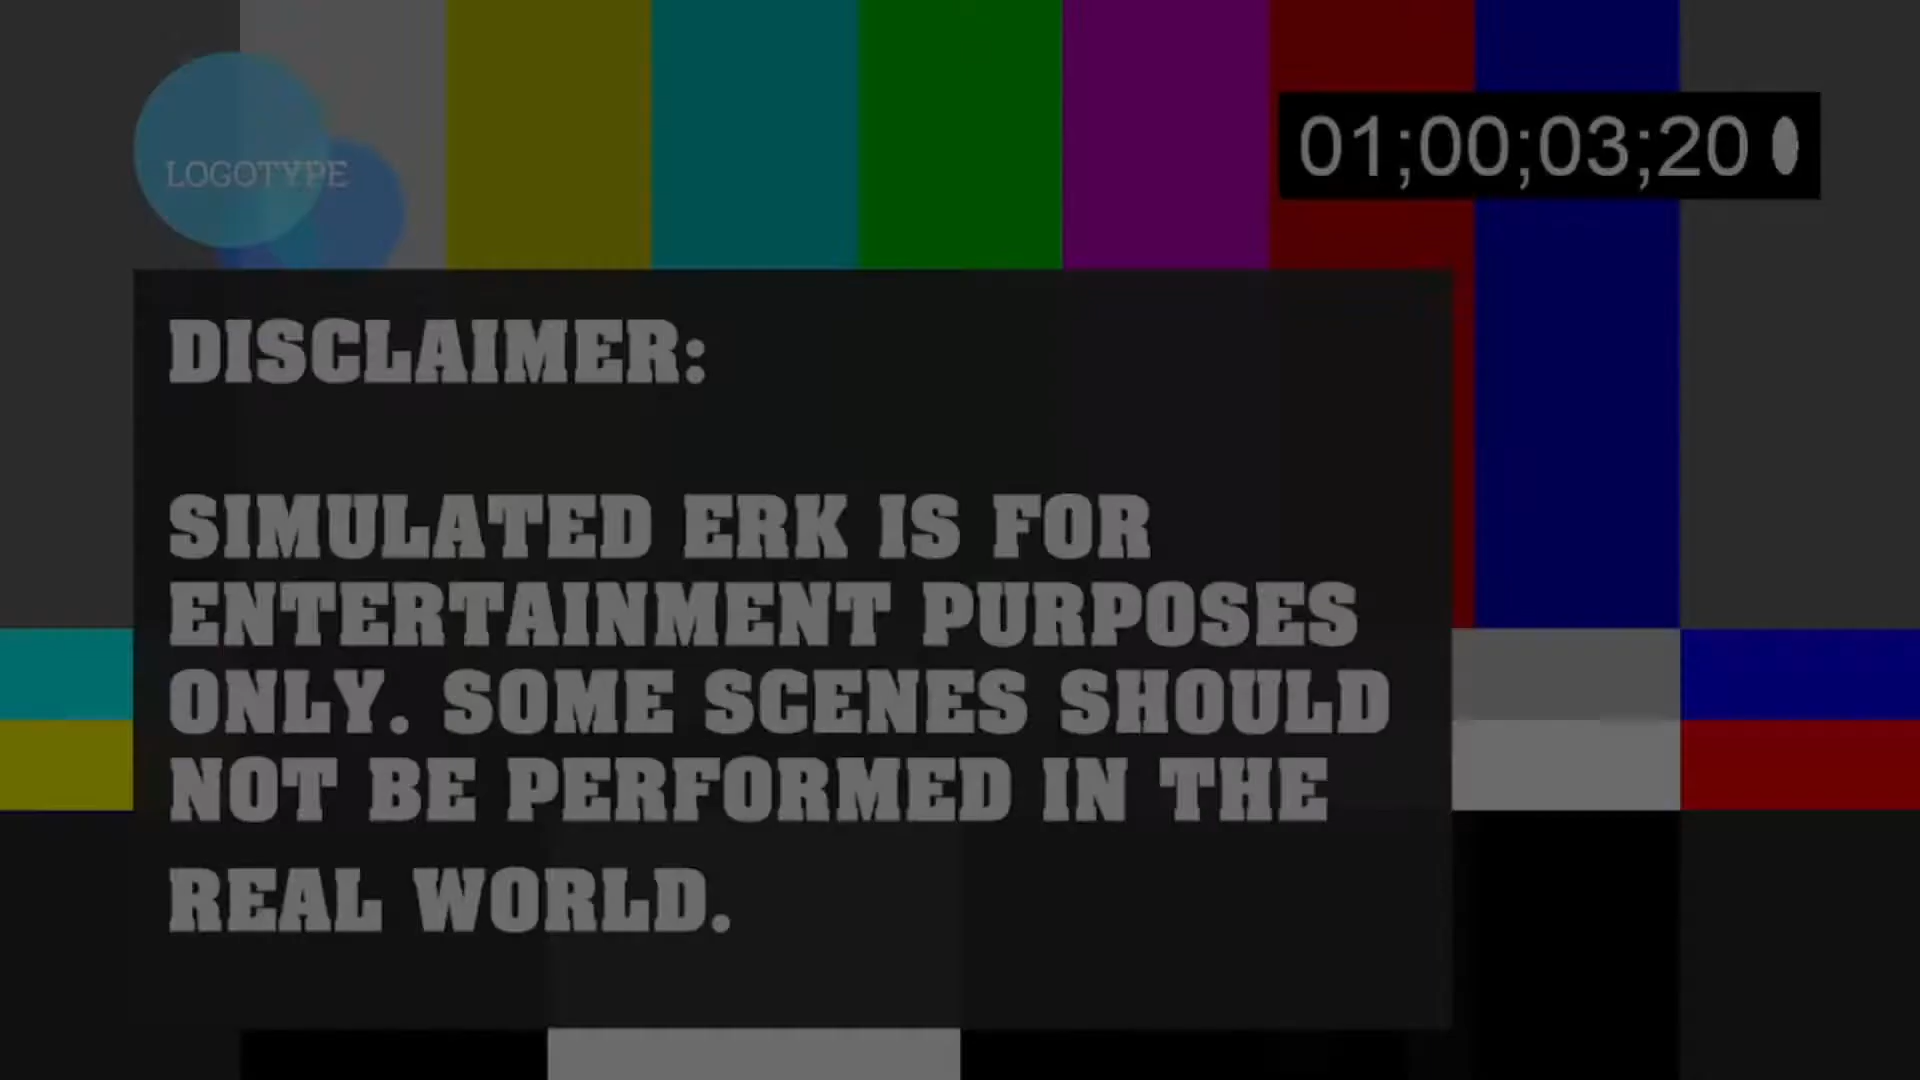 LOGOTYPE
01;00;03;20
DISCLAIMER:
SIMULATED ERK IS FOR
ENTERTAINMENT PURPOSES
ONLY. SOME SCENES SHOULD
NOT BE PERFORMED IN THE
REAL WORLD.